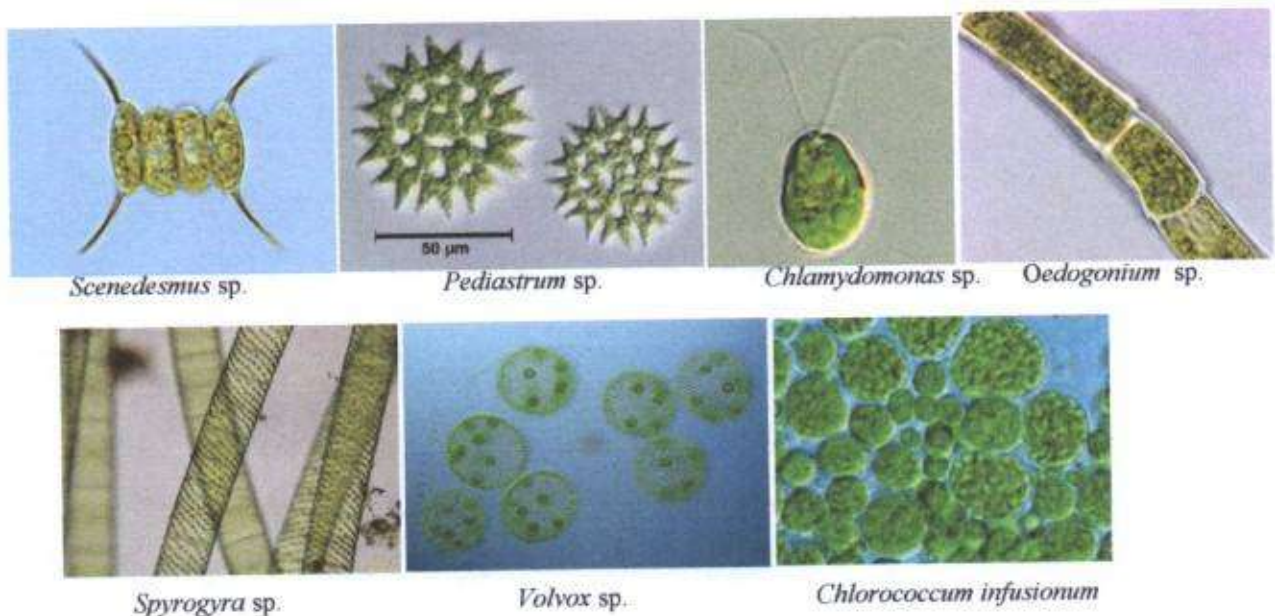 50 µm
Scenedesmus sp.
Pediastrum sp.
Chlamydomonas sp.
Oedogonium sp.
Spyrogyra sp.
Volvox sp.
Chlorococcum infusionum